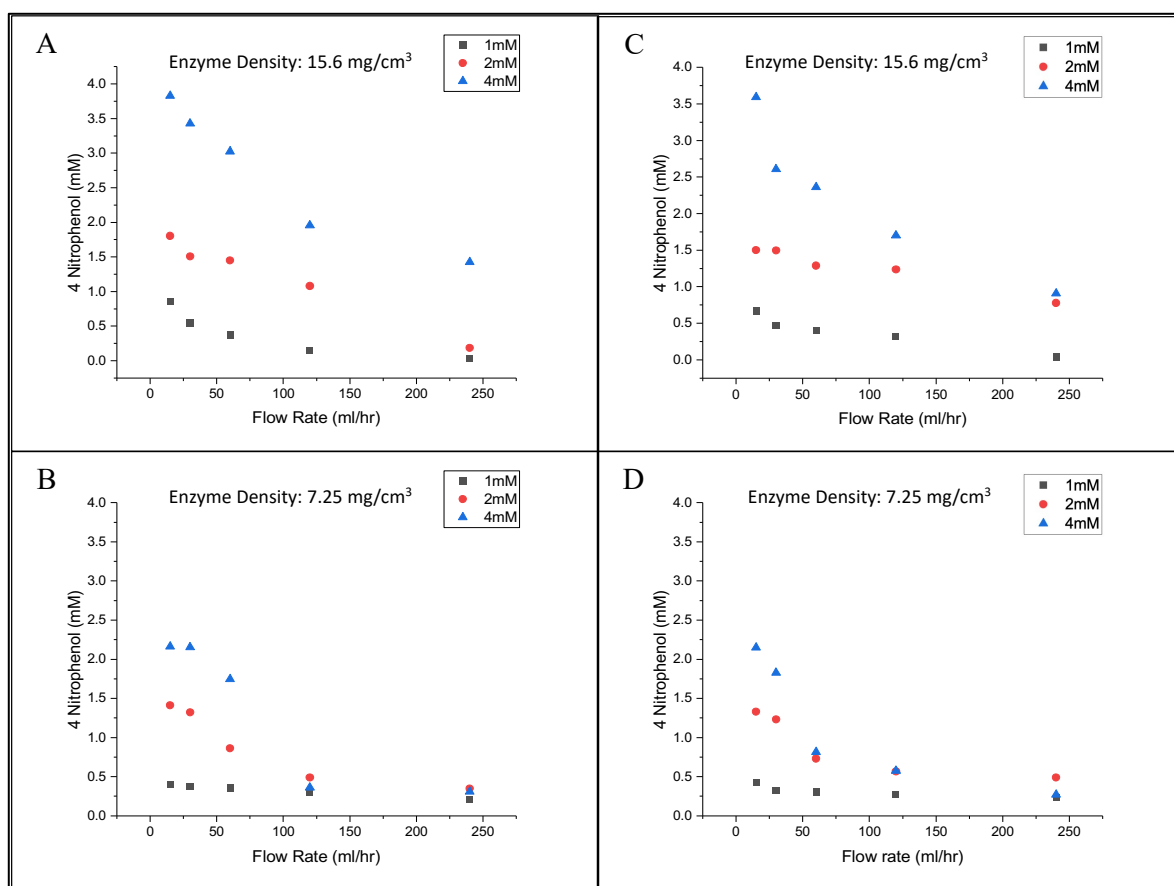 A
Enzyme Density: 15.6 mg/cm³
1mM
2mM
4mM
4 Nitrophenol (mM)
4.0
3.5
3.0
2.5
2.0
1.5
1.0
0.5
0.0
0 50 100 150 200 250
Flow Rate (ml/hr)
C
Enzyme Density: 15.6 mg/cm³
1mM
2mM
4mM
4 Nitrophenol (mM)
4.0
3.5
3.0
2.5
2.0
1.5
1.0
0.5
0.0
0 50 100 150 200 250
Flow Rate (ml/hr)
B
Enzyme Density: 7.25 mg/cm³
1mM
2mM
4mM
4 Nitrophenol (mM)
4.0
3.5
3.0
2.5
2.0
1.5
1.0
0.5
0.0
0 50 100 150 200 250
Flow Rate (ml/hr)
D
Enzyme Density: 7.25 mg/cm³
1mM
2mM
4mM
4 Nitrophenol (mM)
4.0
3.5
3.0
2.5
2.0
1.5
1.0
0.5
0.0
0 50 100 150 200 250
Flow rate (ml/hr)